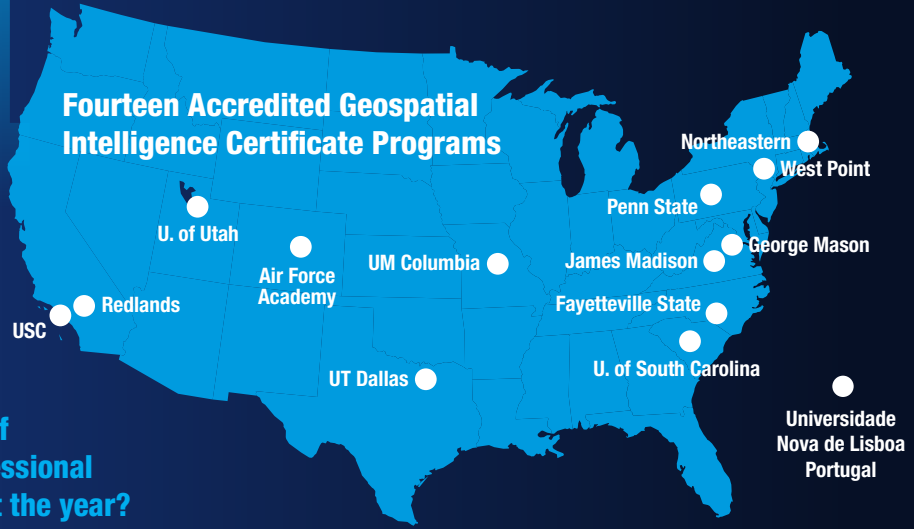 Fourteen Accredited Geospatial
Intelligence Certificate Programs
Northeastern
West Point
Penn State
U. of Utah
George Mason
UM Columbia
James Madison
Air Force
Academy
Redlands
Fayetteville State
USC
U. of South Carolina
UT Dallas
Universidade
Nova de Lisboa
Portugal
the year?